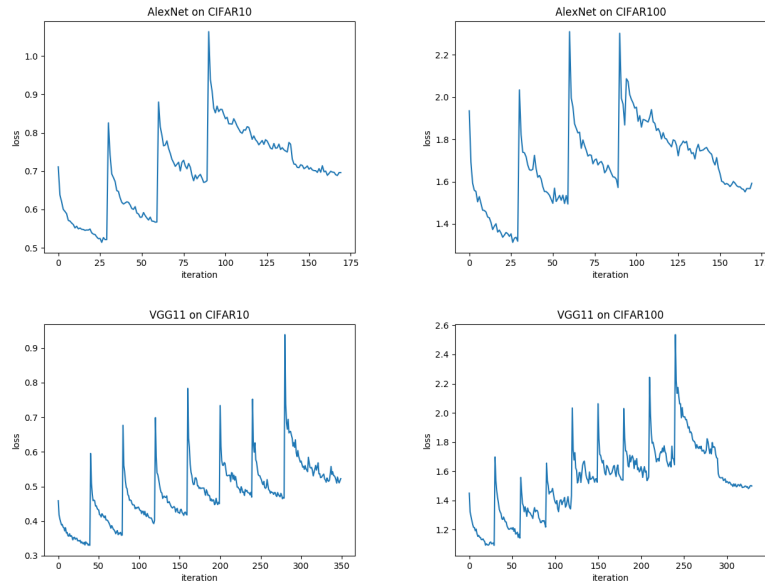 AlexNet on CIFAR10
1.0
0.9
0.8
0.7
0.6
0.5
loss
0 25 50 75 100 125 150 175
iteration
AlexNet on CIFAR100
2.2
2.0
1.8
1.6
1.4
loss
0 25 50 75 100 125 150 17
iteration
VGG11 on CIFAR10
0.9
0.8
0.7
0.6
0.5
0.4
0.3
loss
0 50 100 150 200 250 300 350
iteration
VGG11 on CIFAR100
2.6
2.4
2.2
2.0
1.8
1.6
1.4
1.2
loss
0 50 100 150 200 250 300
iteration